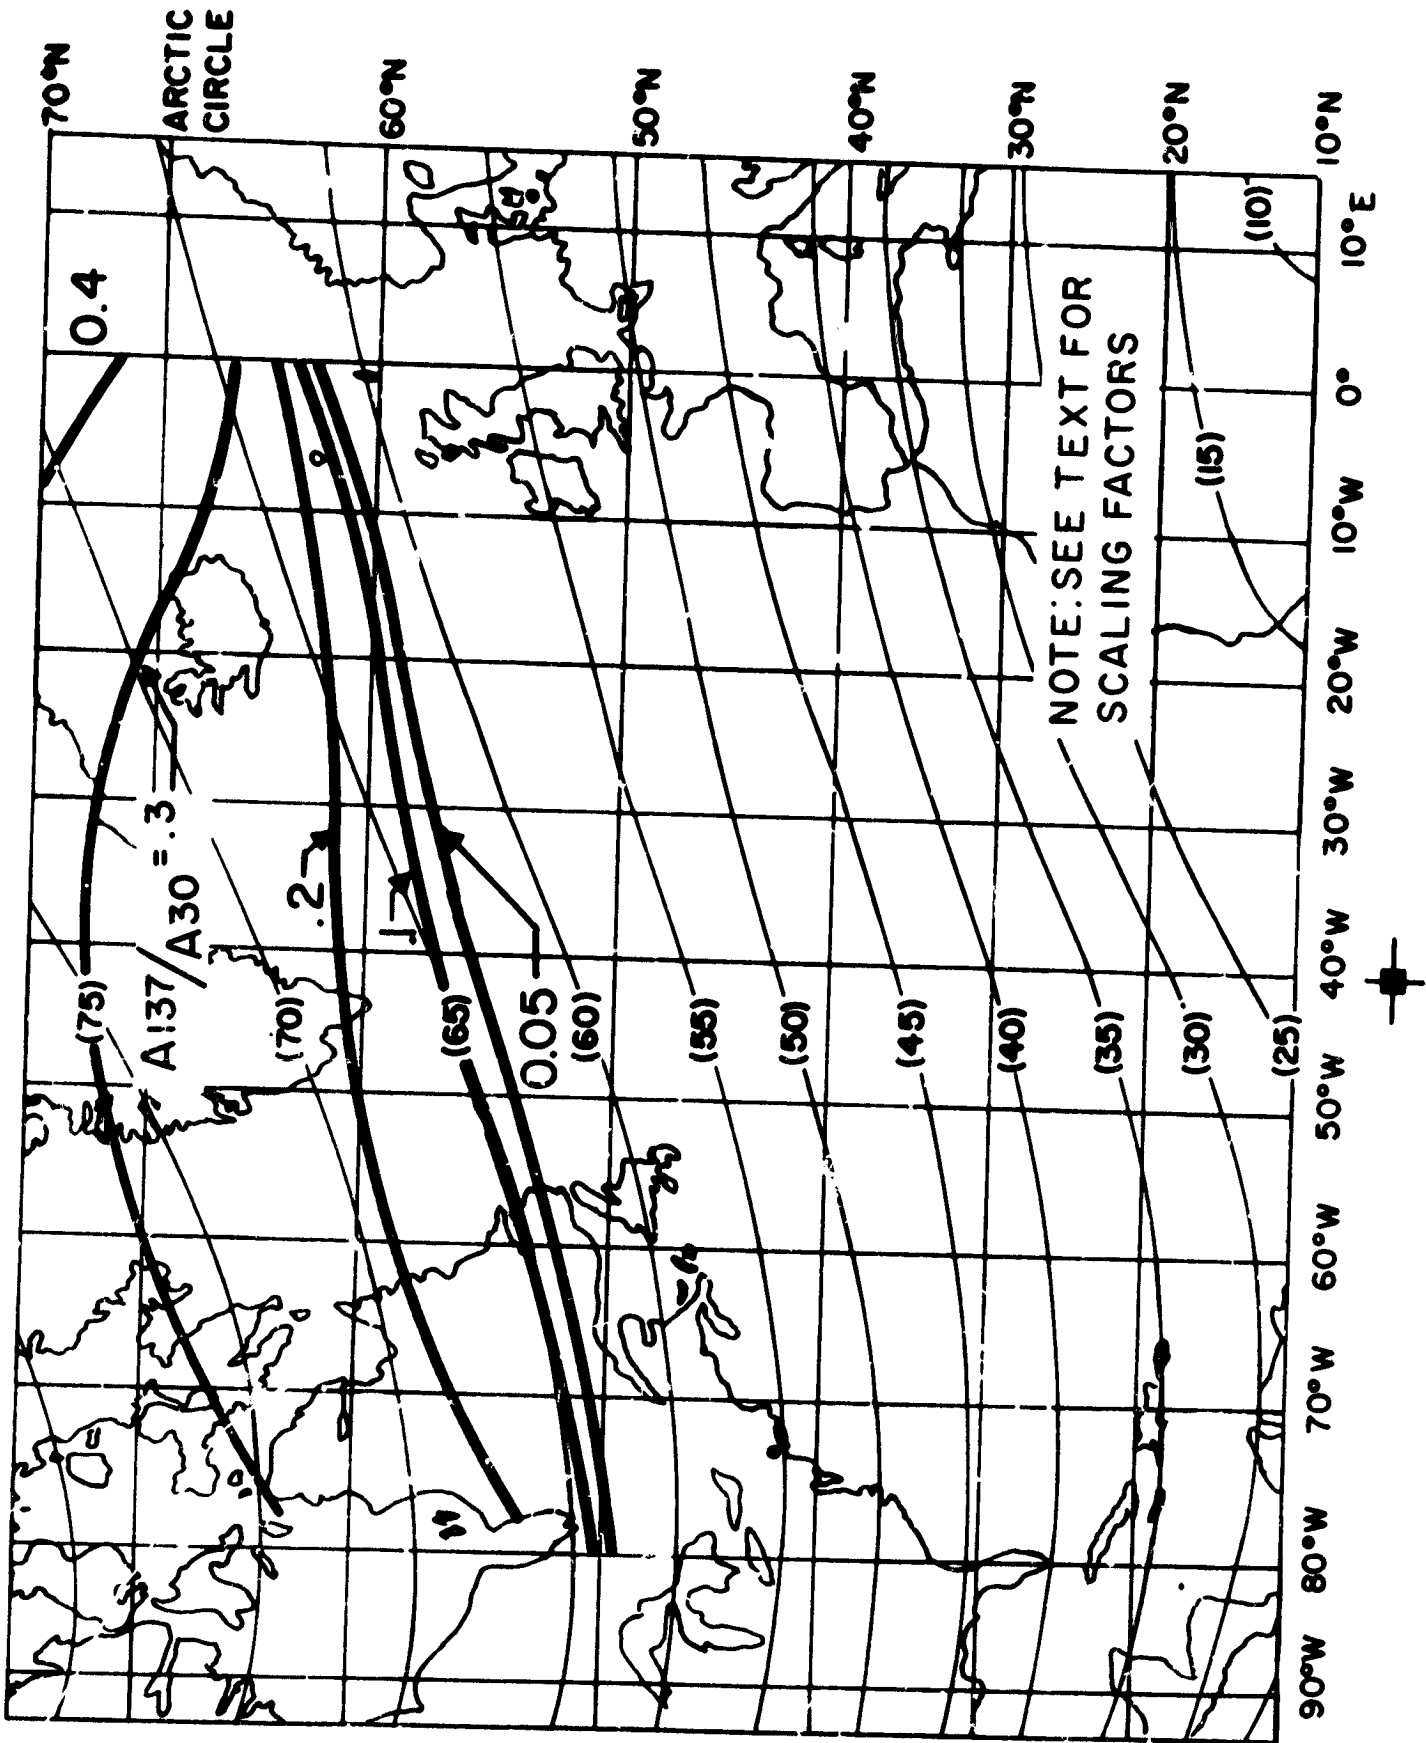 70°N
ARCTIC
CIRCLE
60°N
50°N
40°N
30°N
20°N
10°N
0.4
A137/A30 = .3
.2
.1
0.05
(75)
(70)
(65)
(60)
(55)
(50)
(45)
(40)
(35)
(30)
(25)
(15)
(10)
NOTE: SEE TEXT FOR
SCALING FACTORS
90°W
80°W
70°W
60°W
50°W
40°W
30°W
20°W
10°W
0°
10°E